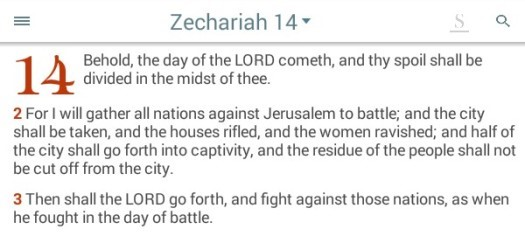 Zechariah 14
S
14 Behold, the day of the LORD cometh, and thy spoil shall be
divided in the midst of thee.
2 For I will gather all nations against Jerusalem to battle; and the city
shall be taken, and the houses rifled, and the women ravished; and half of
the city shall go forth into captivity, and the residue of the people shall not
be cut off from the city.
3 Then shall the LORD go forth, and fight against those nations, as when
he fought in the day of battle.